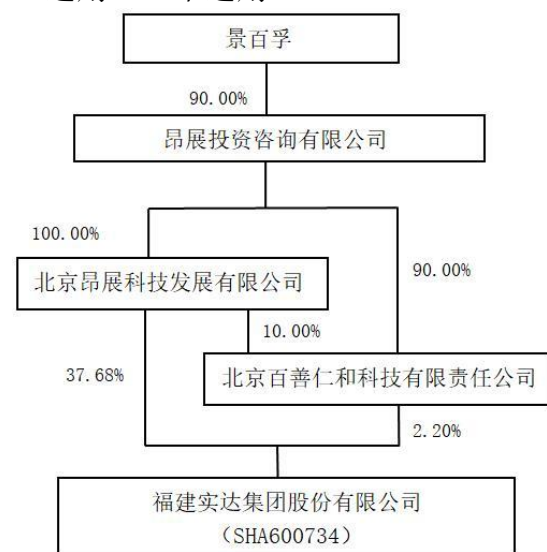 景百孚
90.00%
昂展投资咨询有限公司
100.00%
90.00%
北京昂展科技发展有限公司
10.00%
37.68%
北京百善仁和科技有限责任公司
2.20%
福建实达集团股份有限公司
（SHA600734）